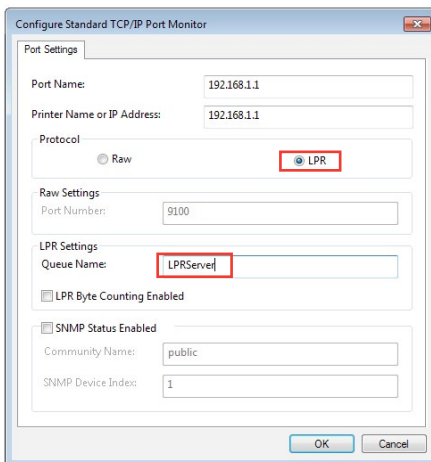 Configure Standard TCP/IP Port Monitor
Port Settings
Port Name: 192.168.1.1
Printer Name or IP Address: 192.168.1.1
Protocol
Raw LPR
Raw Settings
Port Number: 9100
LPR Settings
Queue Name: LPRServer
LPR Byte Counting Enabled
SNMP Status Enabled
Community Name: public
SNMP Device Index: 1
OK Cancel